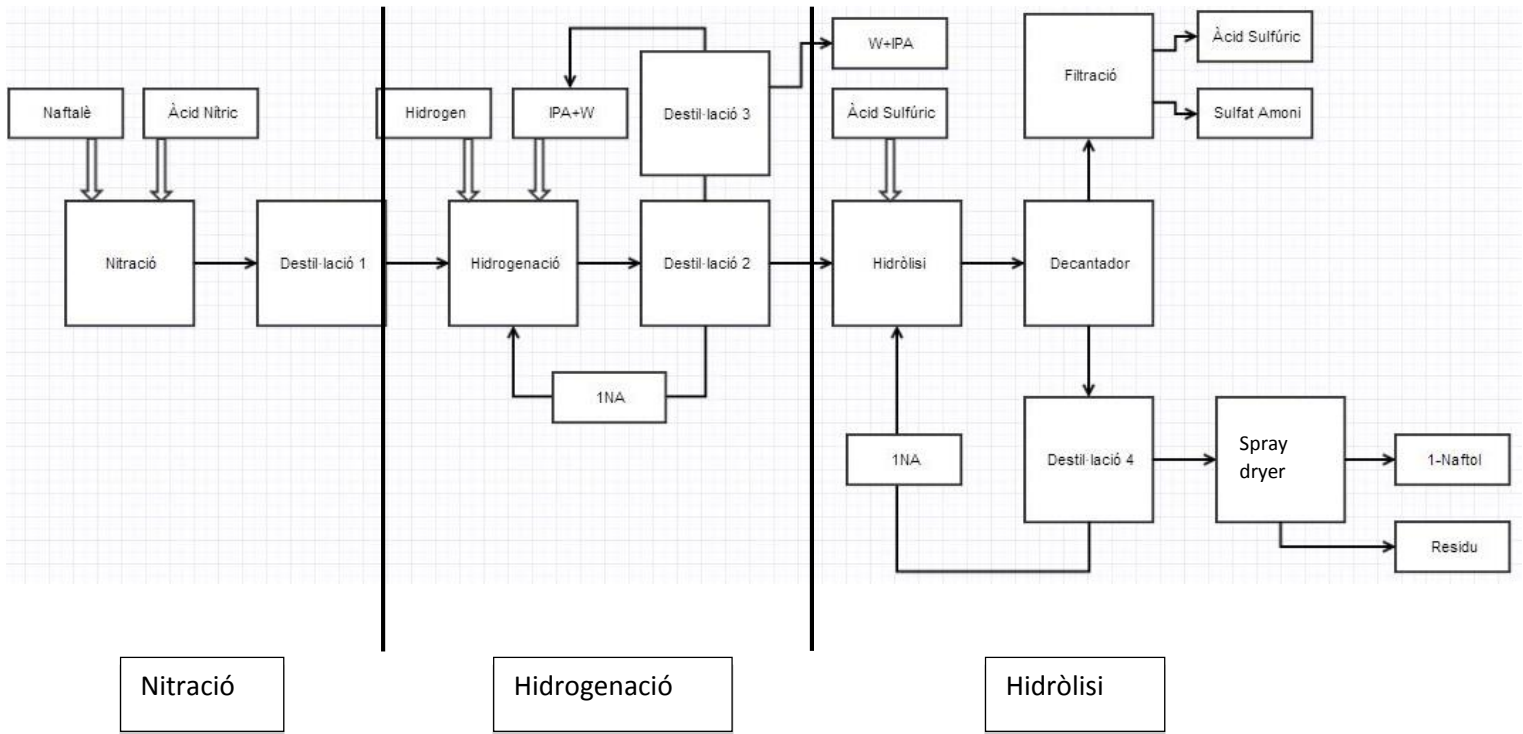 W+IPA
Àcid Sulfúric
Destil·lació 3
Filtració
Naftalè
Àcid Nítric
Hidrogen
IPA+W
Àcid Sulfúric
Sulfat Amoni
Nitració
Destil·lació 1
Hidrogenació
Destil·lació 2
Hidròlisi
Decantador
1NA
1NA
Destil·lació 4
Spray
dryer
1-Naftol
Residu
Nitració
Hidrogenació
Hidròlisi